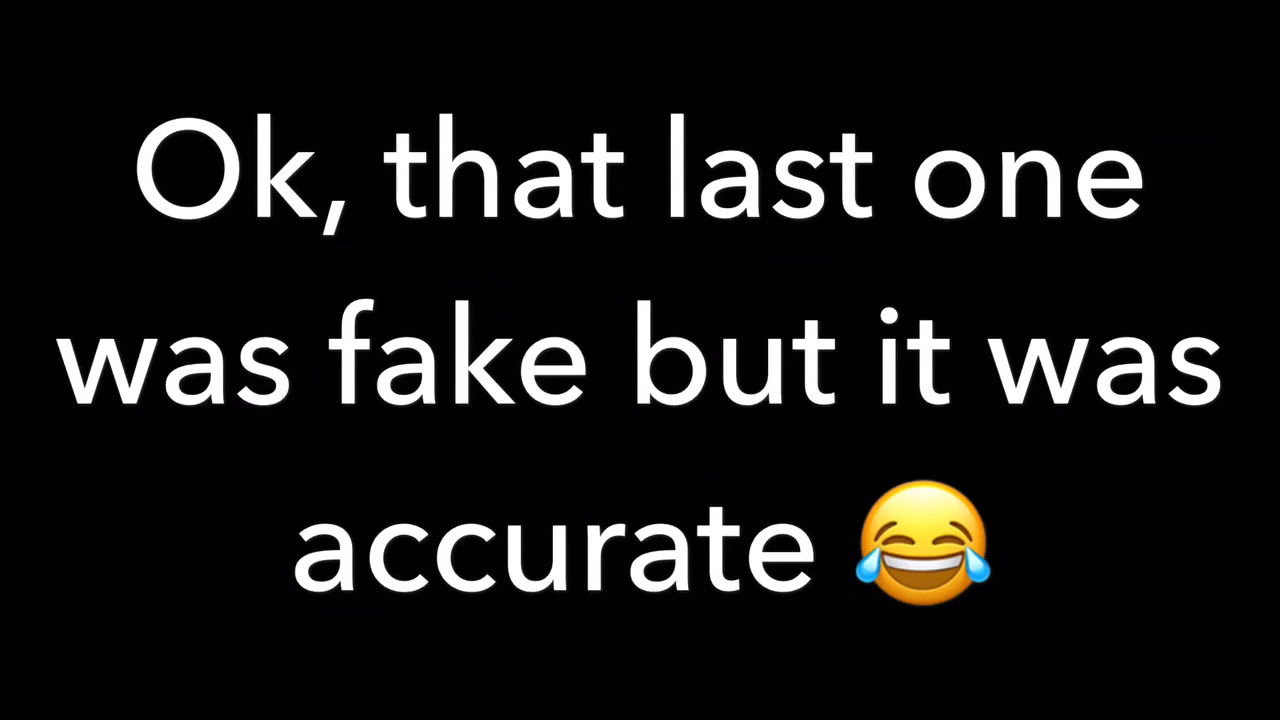 Ok, that last one
was fake but it was
accurate 😂